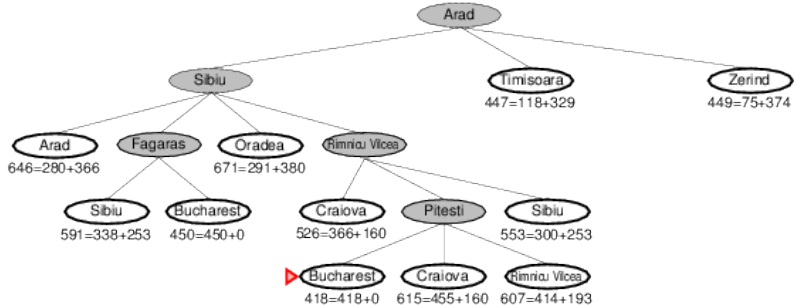 Arad
Sibiu
Timisoara
Zerind
447=118+329
449=75+374
Arad
Fagaras
Oradea
Rimnicu Vilcea
646=280+366
671=291+380
Sibiu
Bucharest
Craiova
Pitesti
Sibiu
591=338+253
450=450+0
526=366+160
553=300+253
Bucharest
Craiova
Rimnicu Vilcea
418=418+0
615=455+160
607=414+193